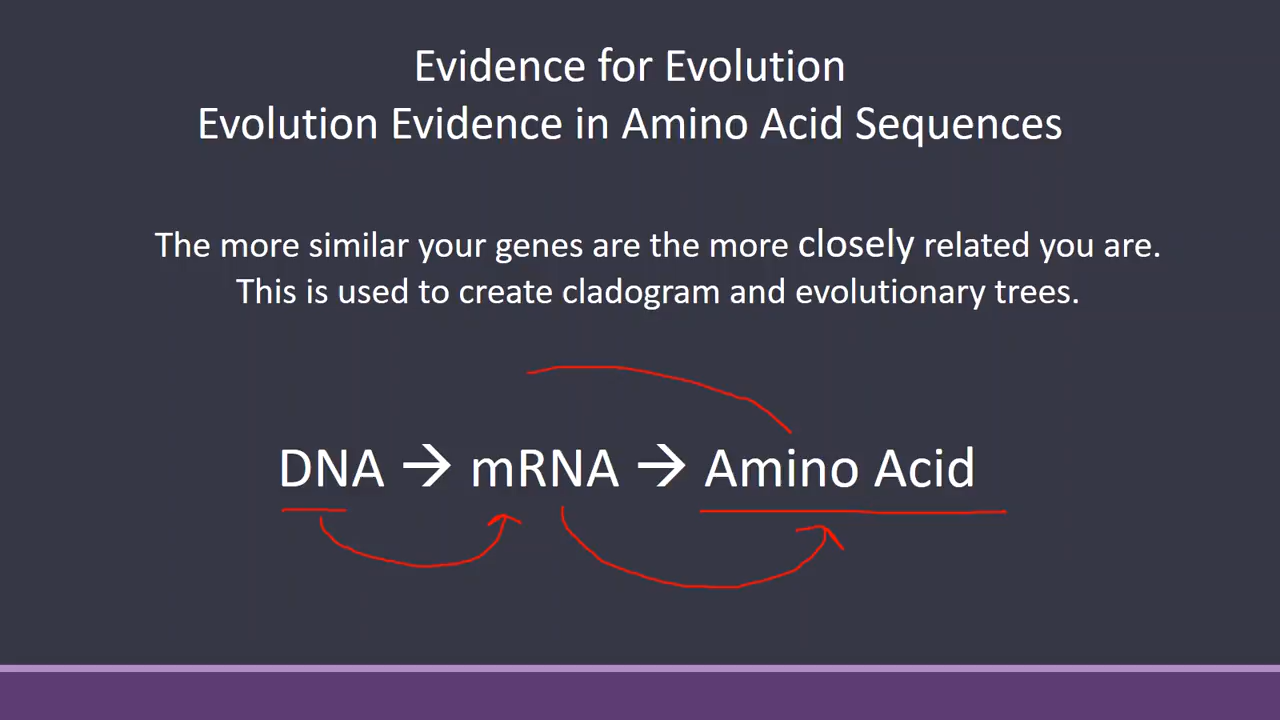 Evidence for Evolution
Evolution Evidence in Amino Acid Sequences
The more similar your genes are the more closely related you are.
This is used to create cladogram and evolutionary trees.
DNA → mRNA → Amino Acid